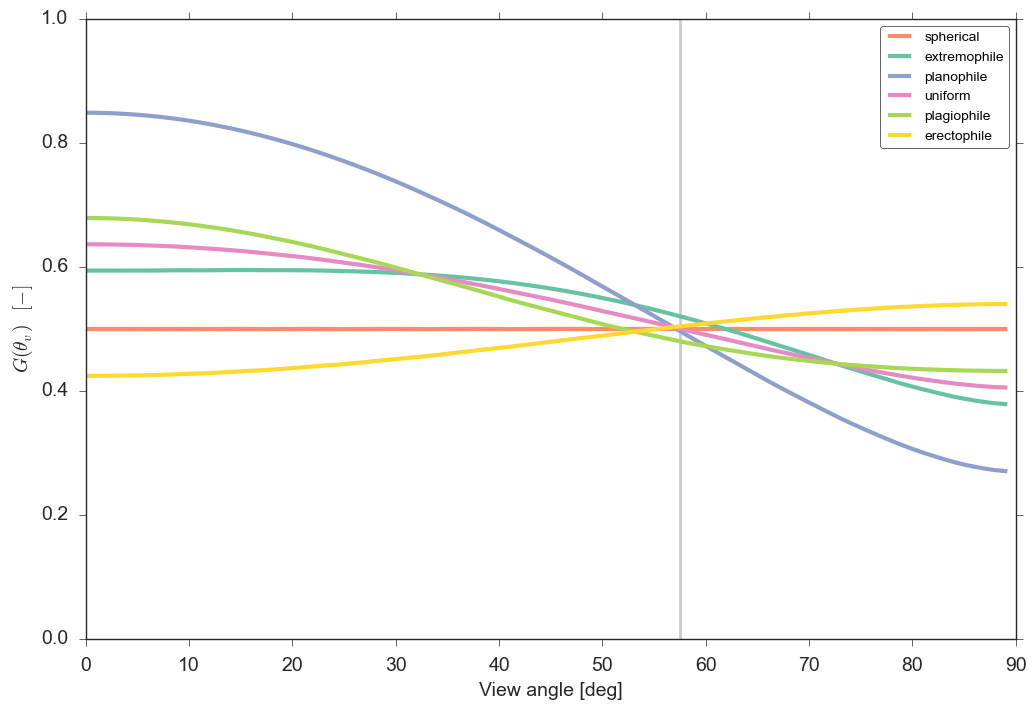 1.0
0.8
0.6
0.4
0.2
0.0
G(θv) [−]
0 10 20 30 40 50 60 70 80 90
View angle [deg]
spherical
extremophile
planophile
uniform
plagiophile
erectophile